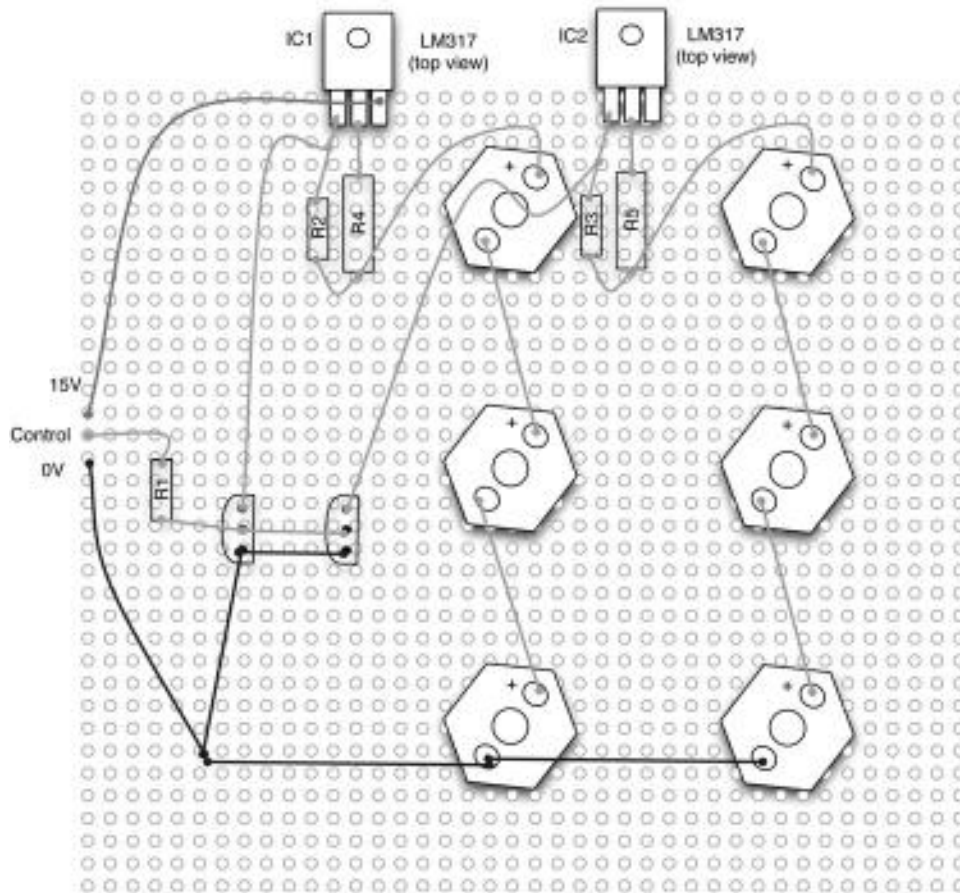 IC1
LM317
(top view)
IC2
LM317
(top view)
+
+
R2
R4
R3
R5
15V
Control
0V
+
+
R1
+
+